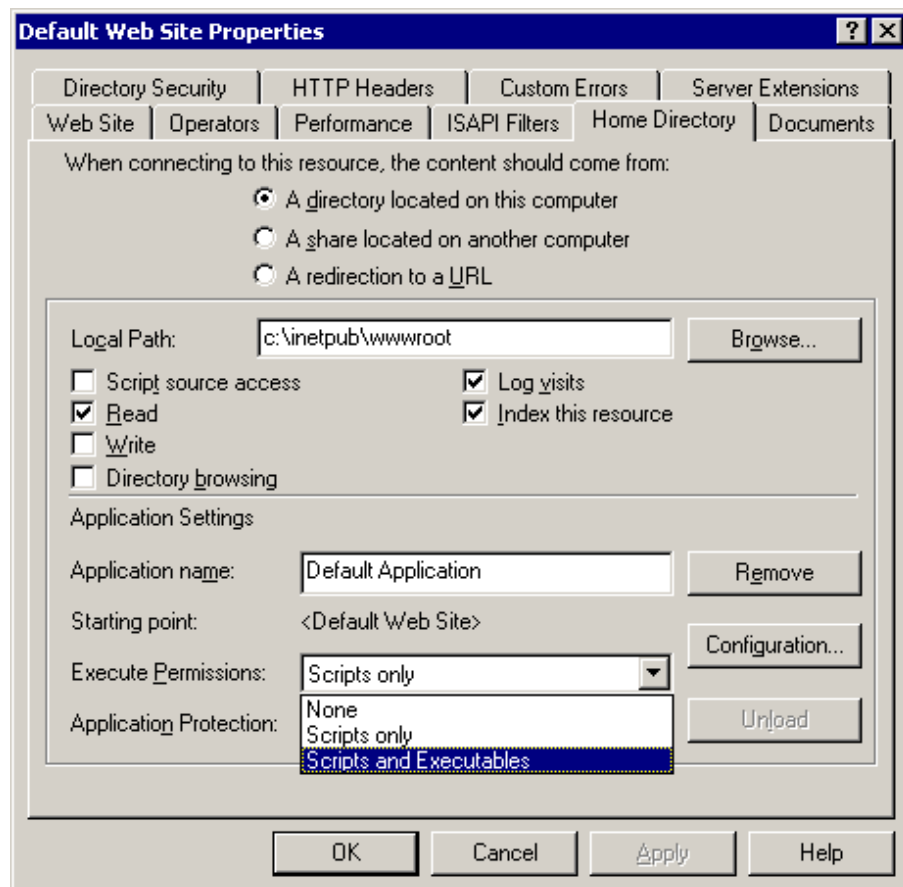 Default Web Site Properties
Directory Security HTTP Headers Custom Errors Server Extensions
Web Site Operators Performance ISAPI Filters Home Directory Documents
When connecting to this resource, the content should come from:
A directory located on this computer
A share located on another computer
A redirection to a URL
Local Path: c:\inetpub\wwwroot Browse...
Script source access Log visits
Read Index this resource
Write
Directory browsing
Application Settings
Application name: Default Application Remove
Starting point: <Default Web Site>
Configuration...
Execute Permissions: Scripts only
None
Application Protection: Scripts only Unload
Scripts and Executables
OK Cancel Apply Help